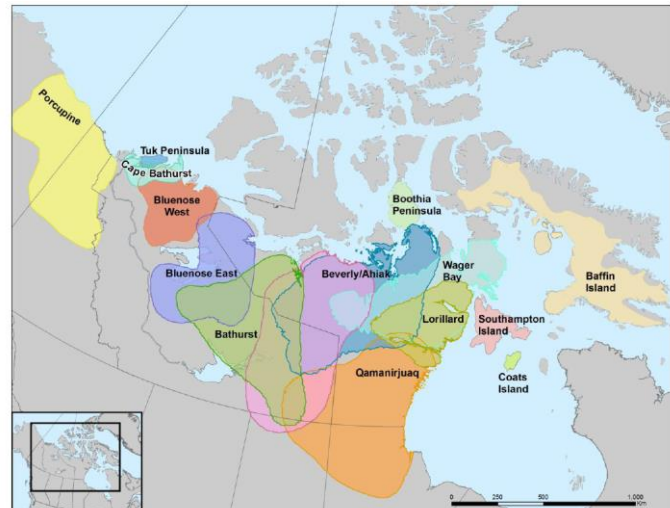 Porcupine
Tuk Peninsula
Cape Bathurst
Bluenose
West
Boothia
Peninsula
Bluenose East
Beverly/Ahiak
Wager
Bay
Baffin
Island
Bathurst
Lorillard
Southampton
Island
Qamanirjuaq
Coats
Island
0 250 500 1,000
Km